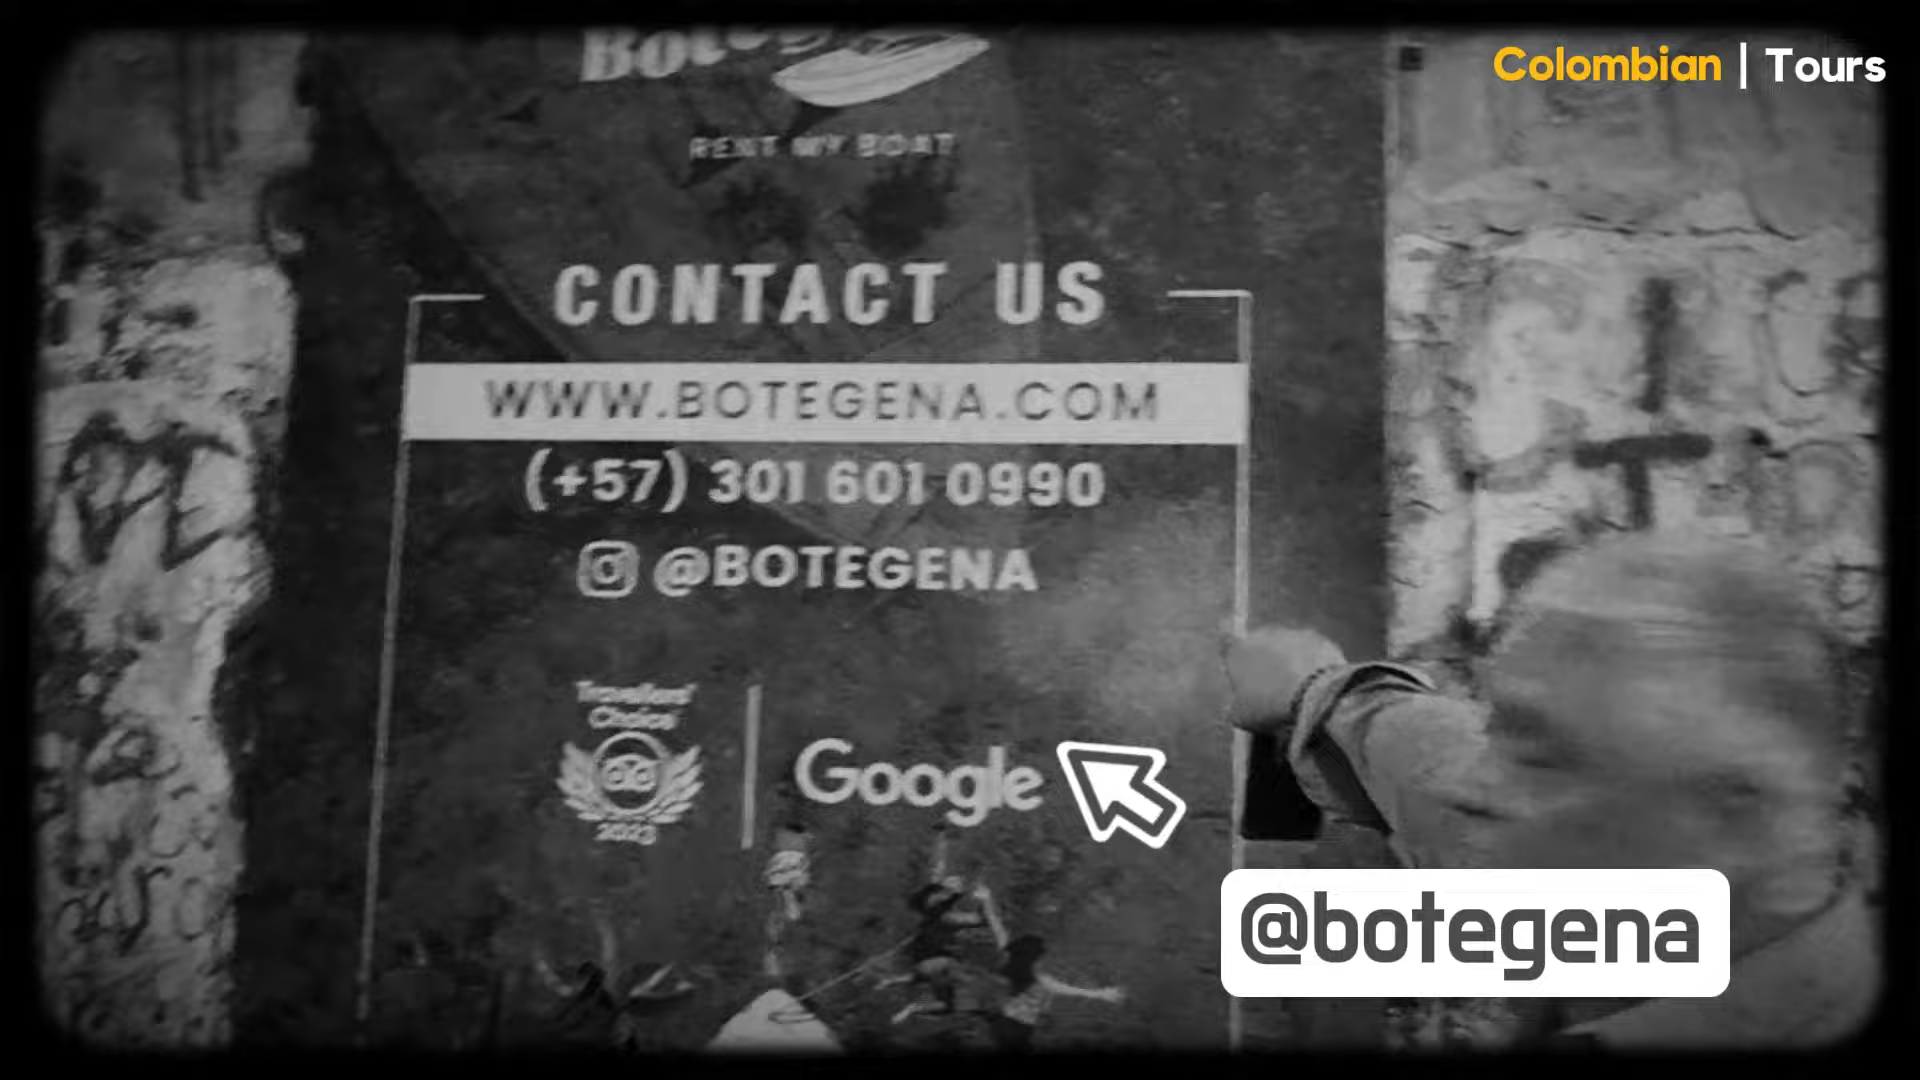 Colombian | Tours
RENT MY BOAT
CONTACT US
WWW.BOTEGENA.COM
(+57) 301 601 0990
@BOTEGENA
Travellers'
Choice
2023
Google
@botegena